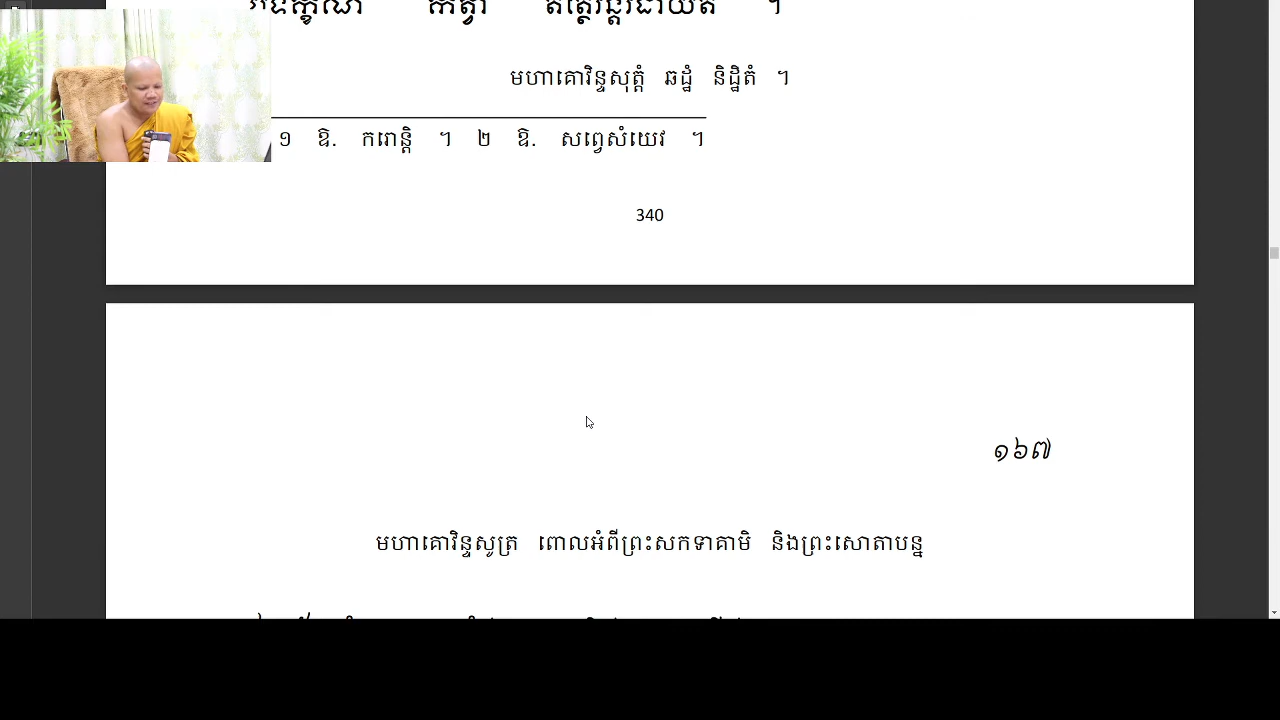 មហាគោវិន្ទសុត្តំ ឆដ្ឋំ និដ្ឋិតំ ។
១ ឱ. ករោន្តិ ។ ២ ឱ. សព្វេសំយេវ ។
340
១៦៧
មហាគោវិន្ទសូត្រ ពោលអំពីព្រះសកទាគាមិ និងព្រះសោតាបន្ន